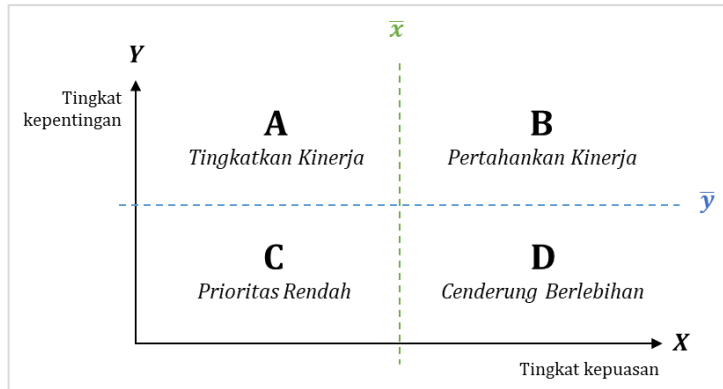 x̅
Y
Tingkat
kepentingan
A
Tingkatkan Kinerja
B
Pertahankan Kinerja
y̅
C
Prioritas Rendah
D
Cenderung Berlebihan
X
Tingkat kepuasan